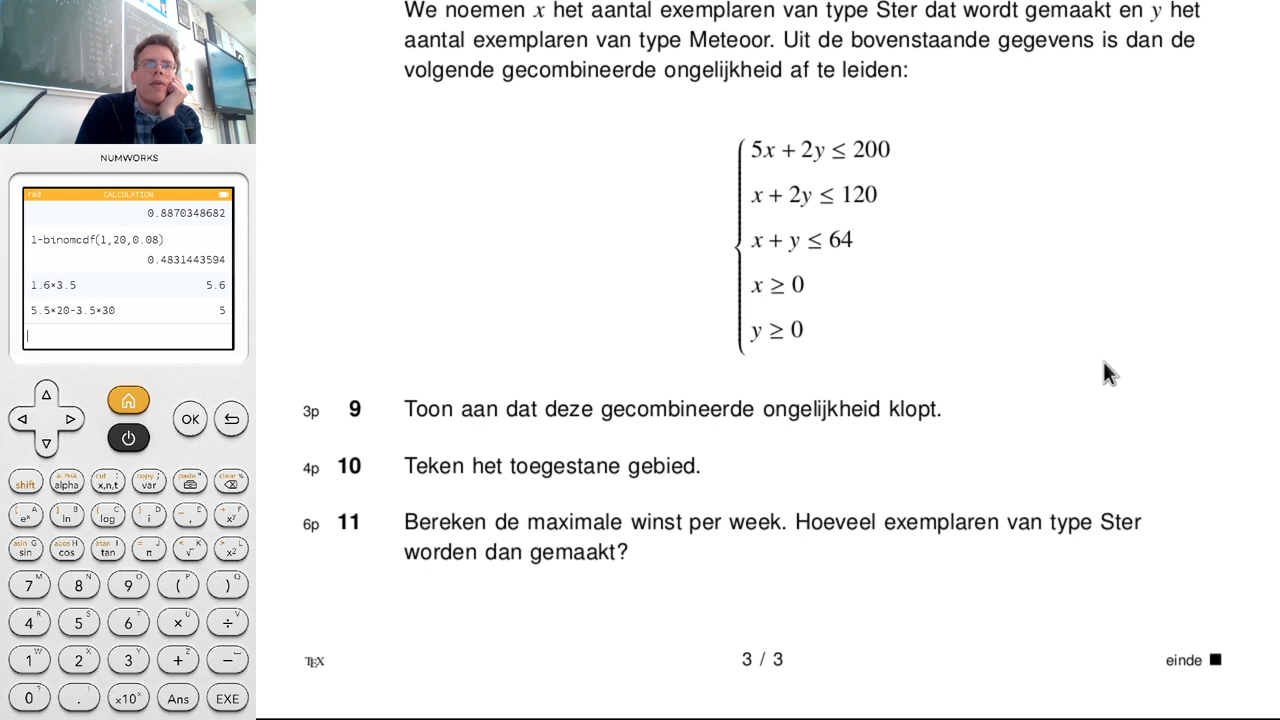 We noemen x het aantal exemplaren van type Ster dat wordt gemaakt en y het
aantal exemplaren van type Meteoor. Uit de bovenstaande gegevens is dan de
volgende gecombineerde ongelijkheid af te leiden:
5x + 2y ≤ 200
x + 2y ≤ 120
x + y ≤ 64
x ≥ 0
y ≥ 0
3p 9 Toon aan dat deze gecombineerde ongelijkheid klopt.
4p 10 Teken het toegestane gebied.
6p 11 Bereken de maximale winst per week. Hoeveel exemplaren van type Ster
worden dan gemaakt?
TEX 3 / 3 einde
NUMWORKS
rad CALCULATION
0.8870348682
1-binomcdf(1,20,0.08)
0.4831443594
1.6×3.5 5.6
5.5×20-3.5×30 5
OK
shift alpha x,n,t var
e^x ln log i , x^y
sin cos tan π √ x²
7 8 9 ( )
4 5 6 × ÷
1 2 3 + −
0 . ×10^x Ans EXE